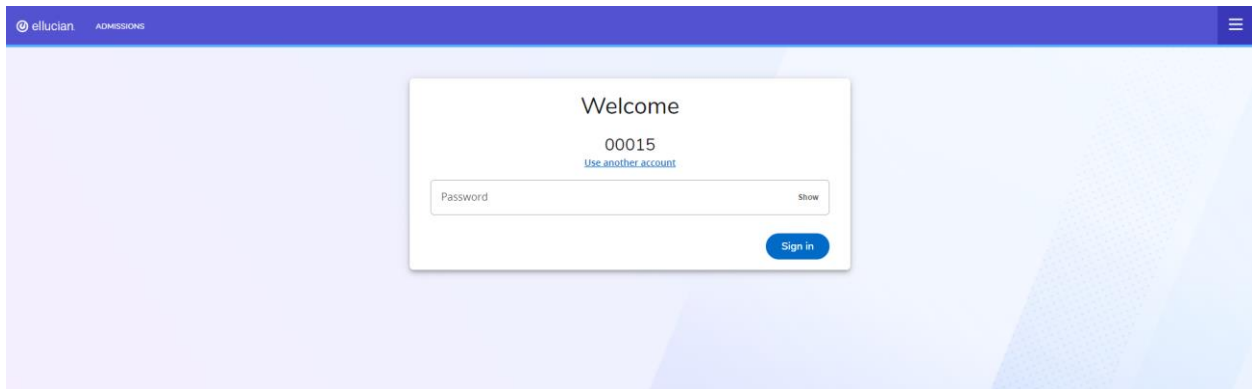 ellucian ADMISSIONS
Welcome
00015
Use another account
Password Show
Sign in